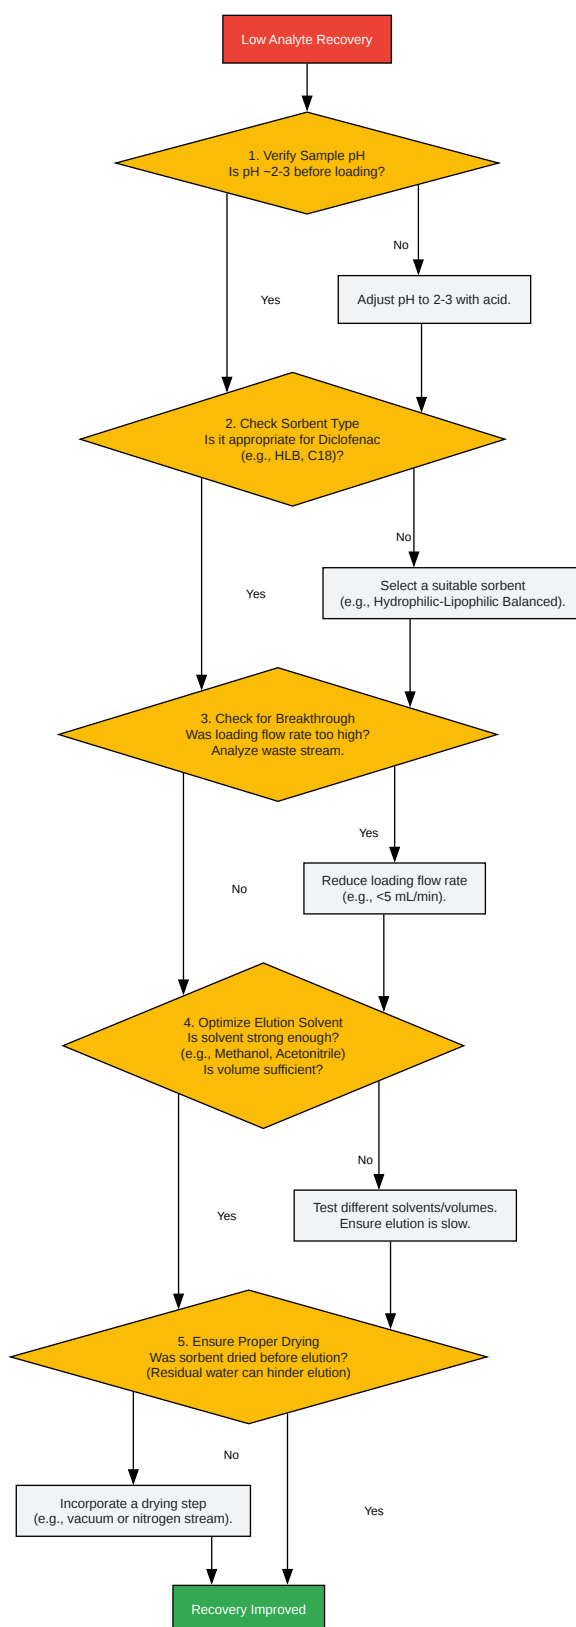 Low Analyte Recovery
1. Verify Sample pH
Is pH ~2-3 before loading?
No
Yes
Adjust pH to 2-3 with acid.
2. Check Sorbent Type
Is it appropriate for Diclofenac
(e.g., HLB, C18)?
No
Yes
Select a suitable sorbent
(e.g., Hydrophilic-Lipophilic Balanced).
3. Check for Breakthrough
Was loading flow rate too high?
Analyze waste stream.
Yes
No
Reduce loading flow rate
(e.g., <5 mL/min).
4. Optimize Elution Solvent
Is solvent strong enough?
(e.g., Methanol, Acetonitrile)
Is volume sufficient?
No
Yes
Test different solvents/volumes.
Ensure elution is slow.
5. Ensure Proper Drying
Was sorbent dried before elution?
(Residual water can hinder elution)
No
Yes
Incorporate a drying step
(e.g., vacuum or nitrogen stream).
Recovery Improved